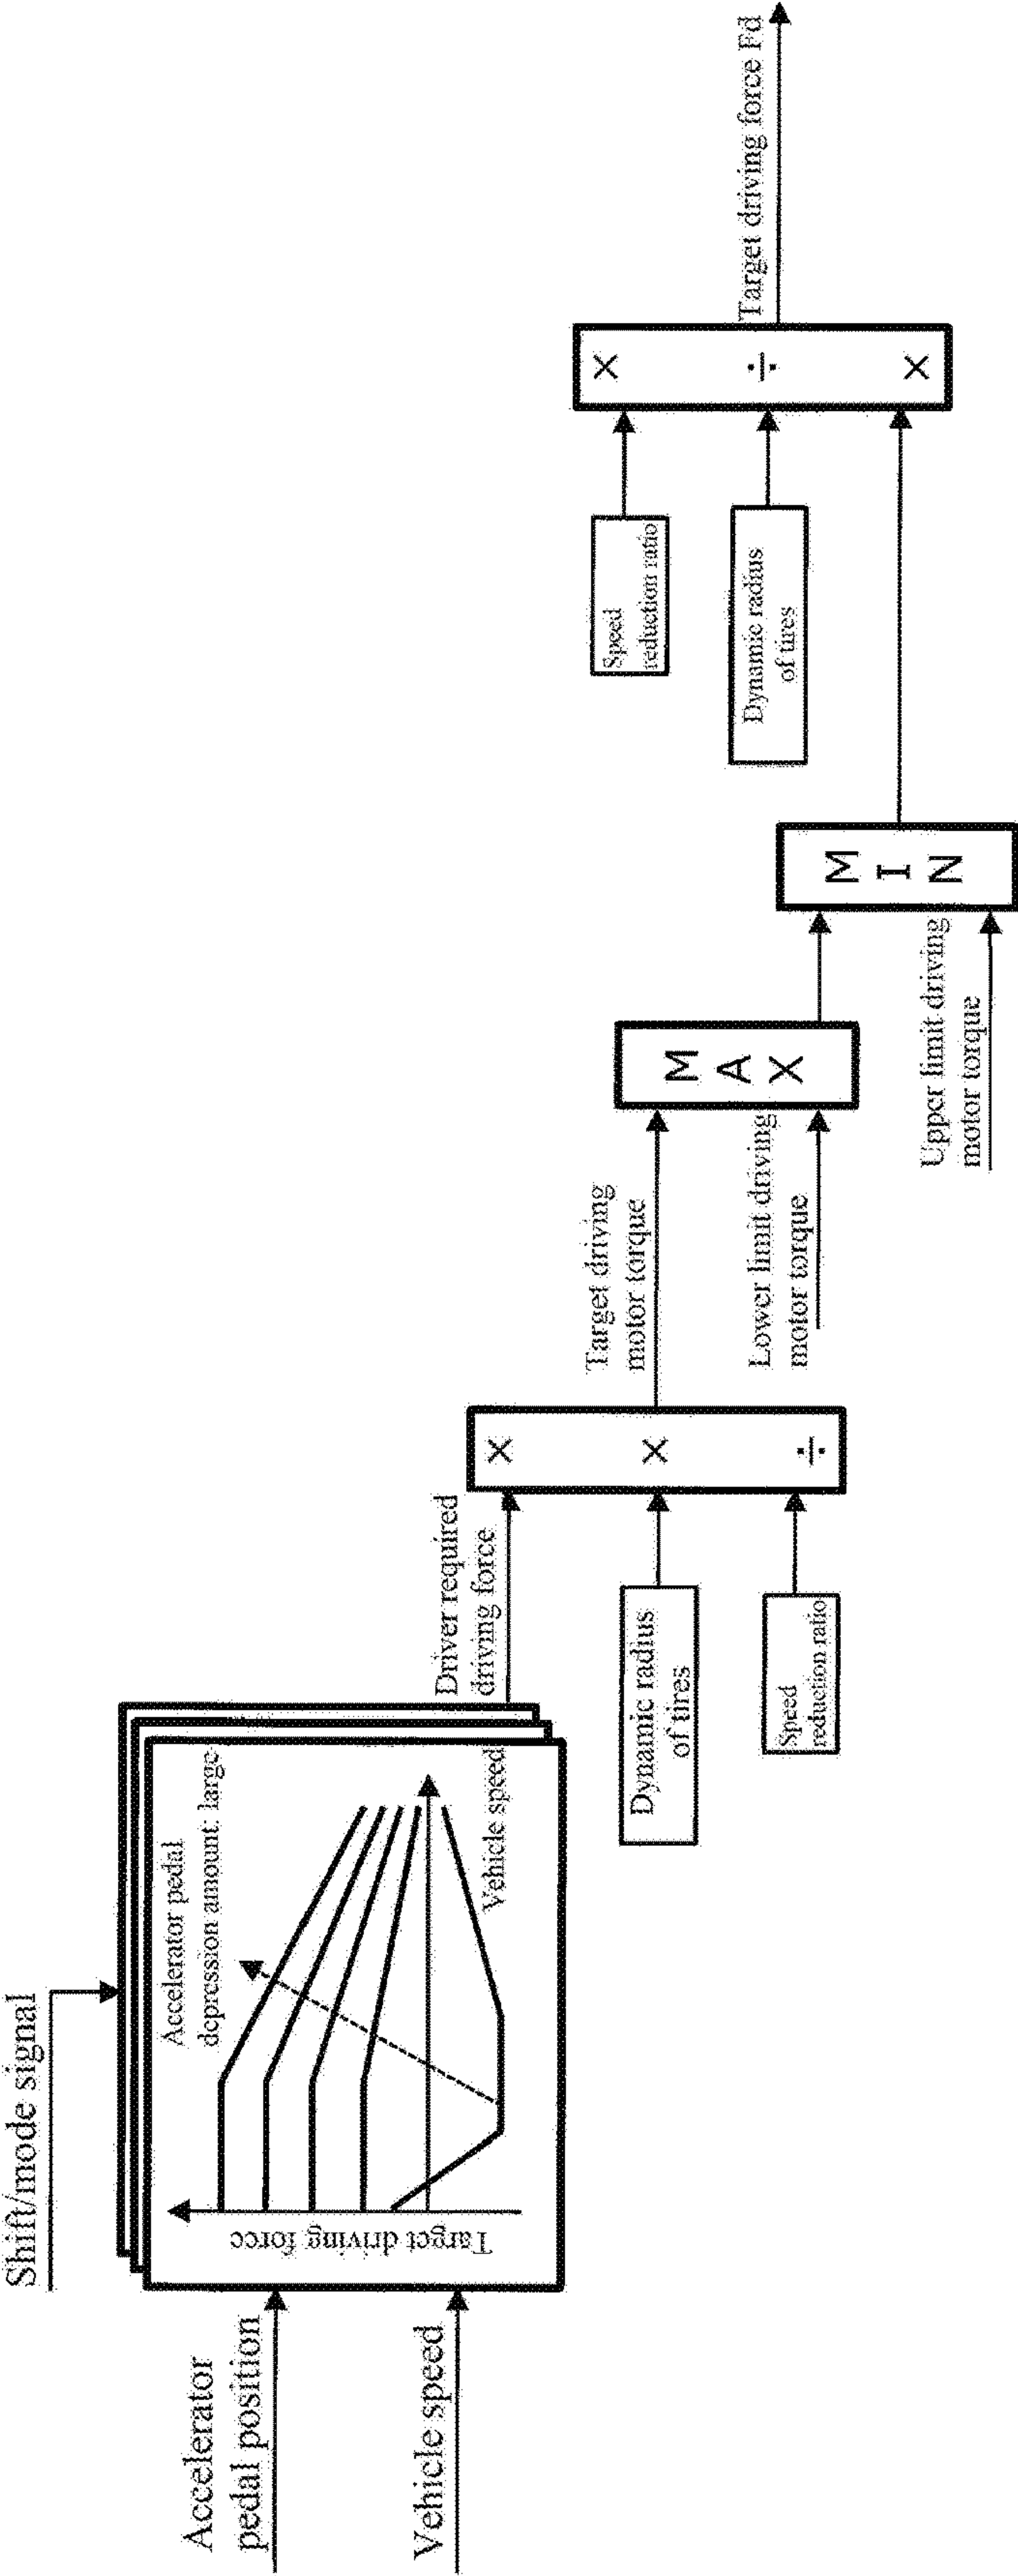 Shift/mode signal
Accelerator
pedal position
Vehicle speed
Target driving force
Accelerator pedal
depression amount: large
Vehicle speed
Driver required
driving force
Dynamic radius
of tires
Speed
reduction ratio
×
×
÷
Target driving
motor torque
Lower limit driving
motor torque
M
A
X
Upper limit driving
motor torque
M
I
N
Speed
reduction ratio
Dynamic radius
of tires
×
÷
×
Target driving force Fd